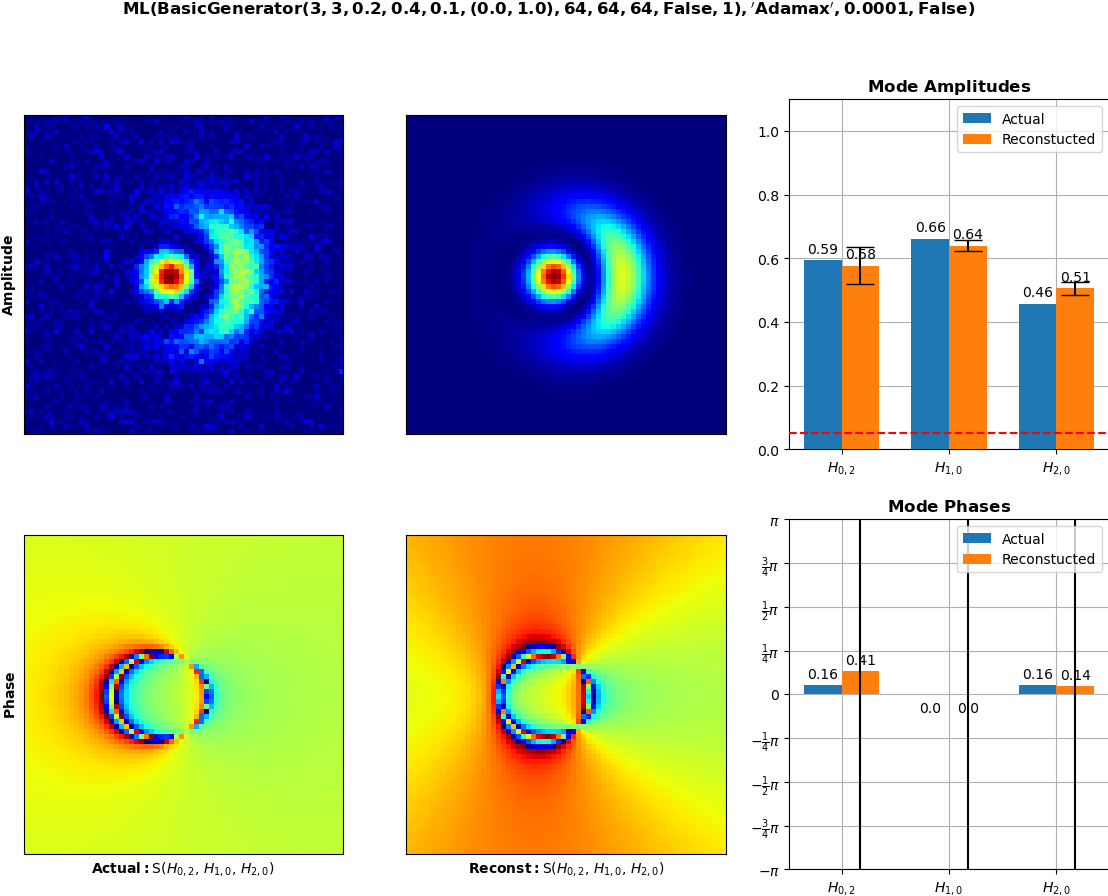 ML(BasicGenerator(3, 3, 0.2, 0.4, 0.1, (0.0, 1.0), 64, 64, 64, False, 1), ′Adamax′, 0.0001, False)
Amplitude
Mode Amplitudes
Actual
Reconstucted
1.0
0.8
0.6
0.4
0.2
0.0
0.59
0.58
0.66
0.64
0.46
0.51
H0, 2
H1, 0
H2, 0
Phase
Actual: S(H0, 2, H1, 0, H2, 0)
Reconst: S(H0, 2, H1, 0, H2, 0)
Mode Phases
Actual
Reconstucted
π
3/4π
1/2π
1/4π
0
−1/4π
−1/2π
−3/4π
−π
0.16
0.41
0.0
0.0
0.16
0.14
H0, 2
H1, 0
H2, 0